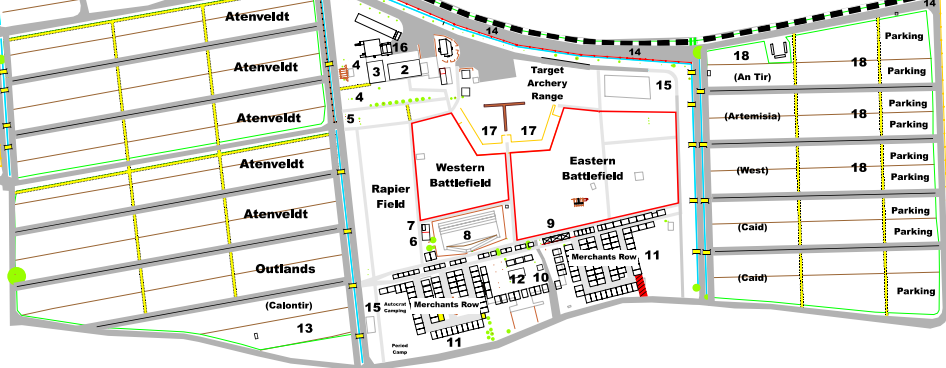 Atenveldt
Atenveldt
Atenveldt
Atenveldt
Atenveldt
Outlands
(Calontir)
13
14
16
4
3
2
4
5
14
14
Target
Archery
Range
15
17
17
Western
Battlefield
Eastern
Battlefield
Rapier
Field
7
6
8
9
Merchants Row
11
12
10
15
Autocrat
Camping
Merchants Row
11
Period
Camp
18
(An Tir)
18
Parking
Parking
(Artemisia)
18
Parking
Parking
(West)
18
Parking
Parking
(Caid)
Parking
Parking
(Caid)
Parking